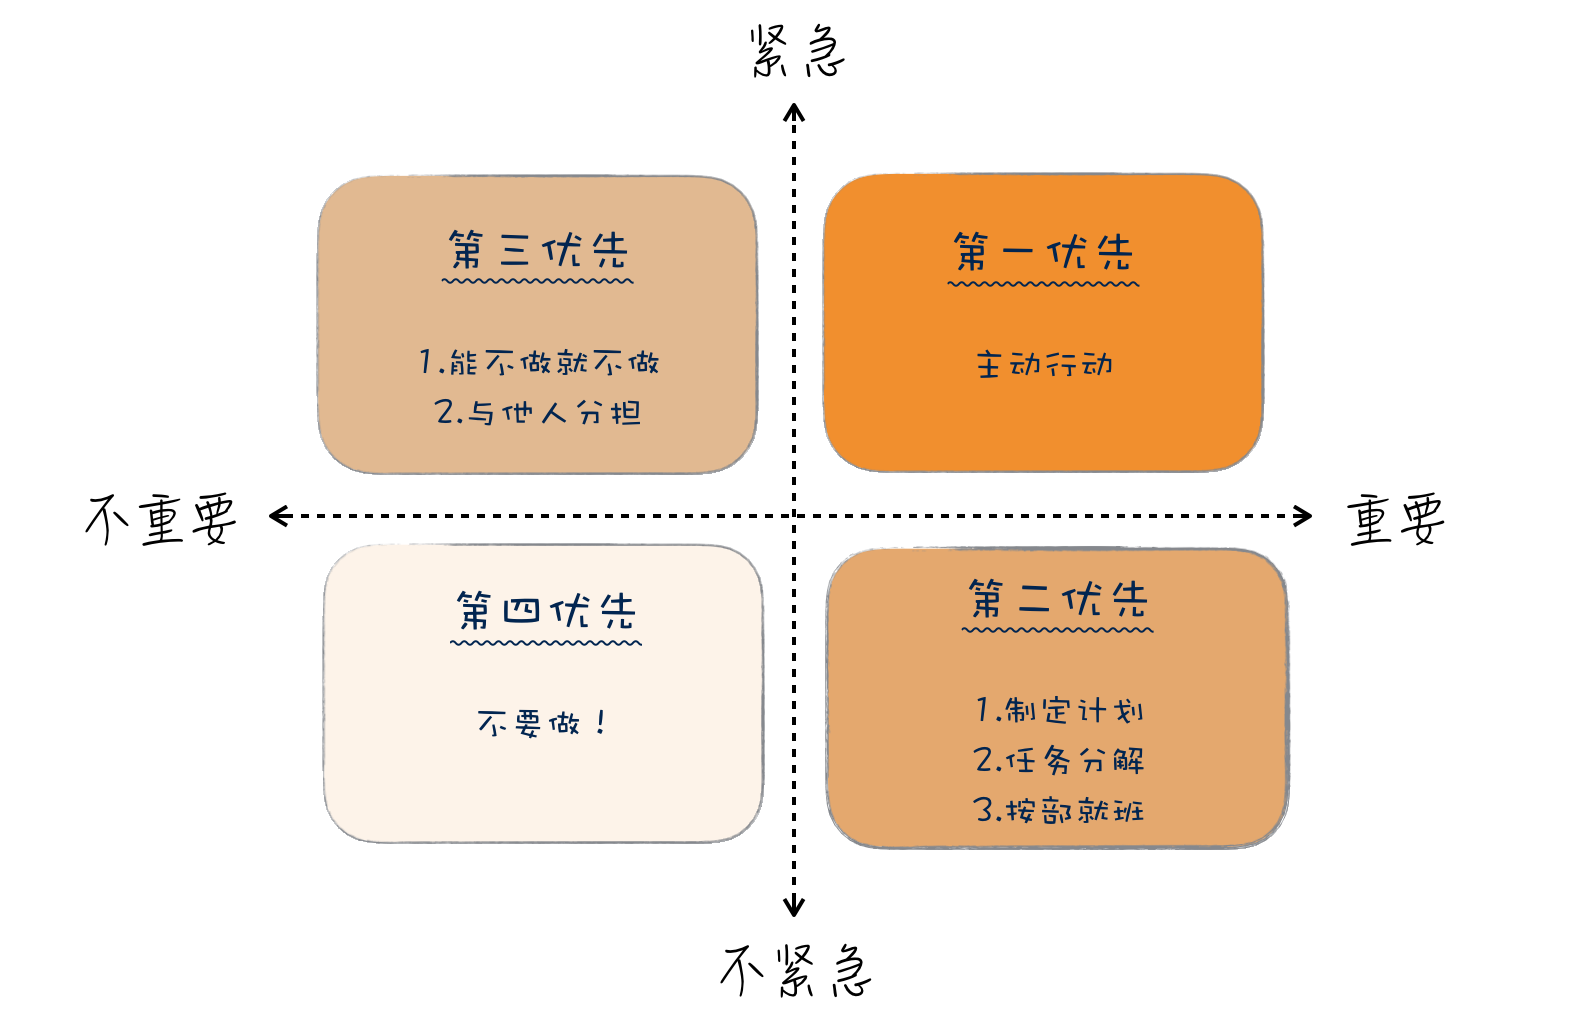 紧急
第三优先
1.能不做就不做
2.与他人分担
第一优先
主动行动
不重要
重要
第四优先
不要做！
第二优先
1.制定计划
2.任务分解
3.按部就班
不紧急